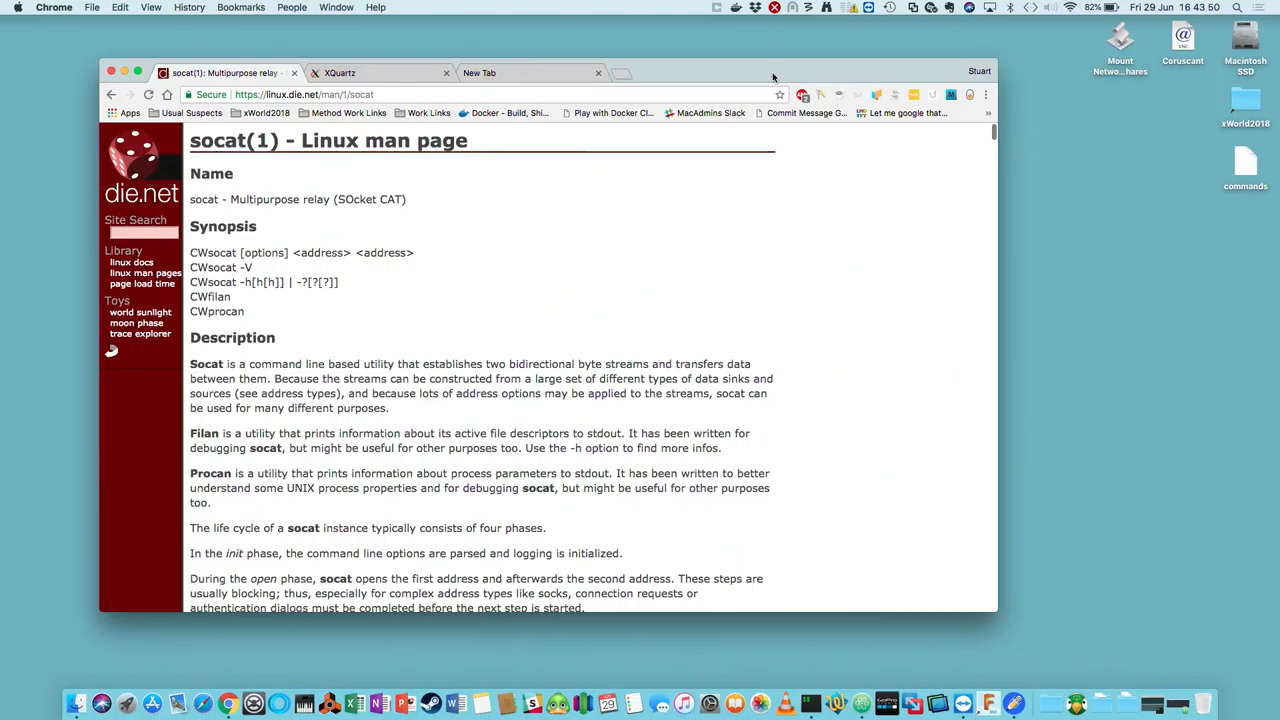 Chrome File Edit View History Bookmarks People Window Help
82% Fri 29 Jun 16 43 50
socat(1): Multipurpose relay -
XQuartz
New Tab
Stuart
Secure https://linux.die.net/man/1/socat
Apps Usual Suspects xWorld2018 Method Work Links Work Links Docker - Build, Shi... Play with Docker Cl... MacAdmins Slack Commit Message G... Let me google that... »
die.net
Site Search
Library
linux docs
linux man pages
page load time
Toys
world sunlight
moon phase
trace explorer
socat(1) - Linux man page
Name
socat - Multipurpose relay (SOcket CAT)
Synopsis
CWsocat [options] <address> <address>
CWsocat -V
CWsocat -h[h[h]] | -?[?[?]]
CWfilan
CWprocan
Description
Socat is a command line based utility that establishes two bidirectional byte streams and transfers data
between them. Because the streams can be constructed from a large set of different types of data sinks and
sources (see address types), and because lots of address options may be applied to the streams, socat can
be used for many different purposes.
Filan is a utility that prints information about its active file descriptors to stdout. It has been written for
debugging socat, but might be useful for other purposes too. Use the -h option to find more infos.
Procan is a utility that prints information about process parameters to stdout. It has been written to better
understand some UNIX process properties and for debugging socat, but might be useful for other purposes
too.
The life cycle of a socat instance typically consists of four phases.
In the init phase, the command line options are parsed and logging is initialized.
During the open phase, socat opens the first address and afterwards the second address. These steps are
usually blocking; thus, especially for complex address types like socks, connection requests or
authentication dialogs must be completed before the next step is started.
Mount
Netwo...hares
Coruscant
Macintosh
SSD
xWorld2018
commands